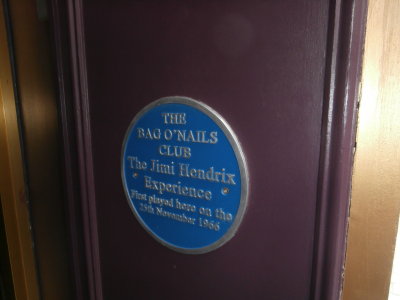 THE
BAG O'NAILS
CLUB
The Jimi Hendrix
Experience
First played here on the
25th November 1966